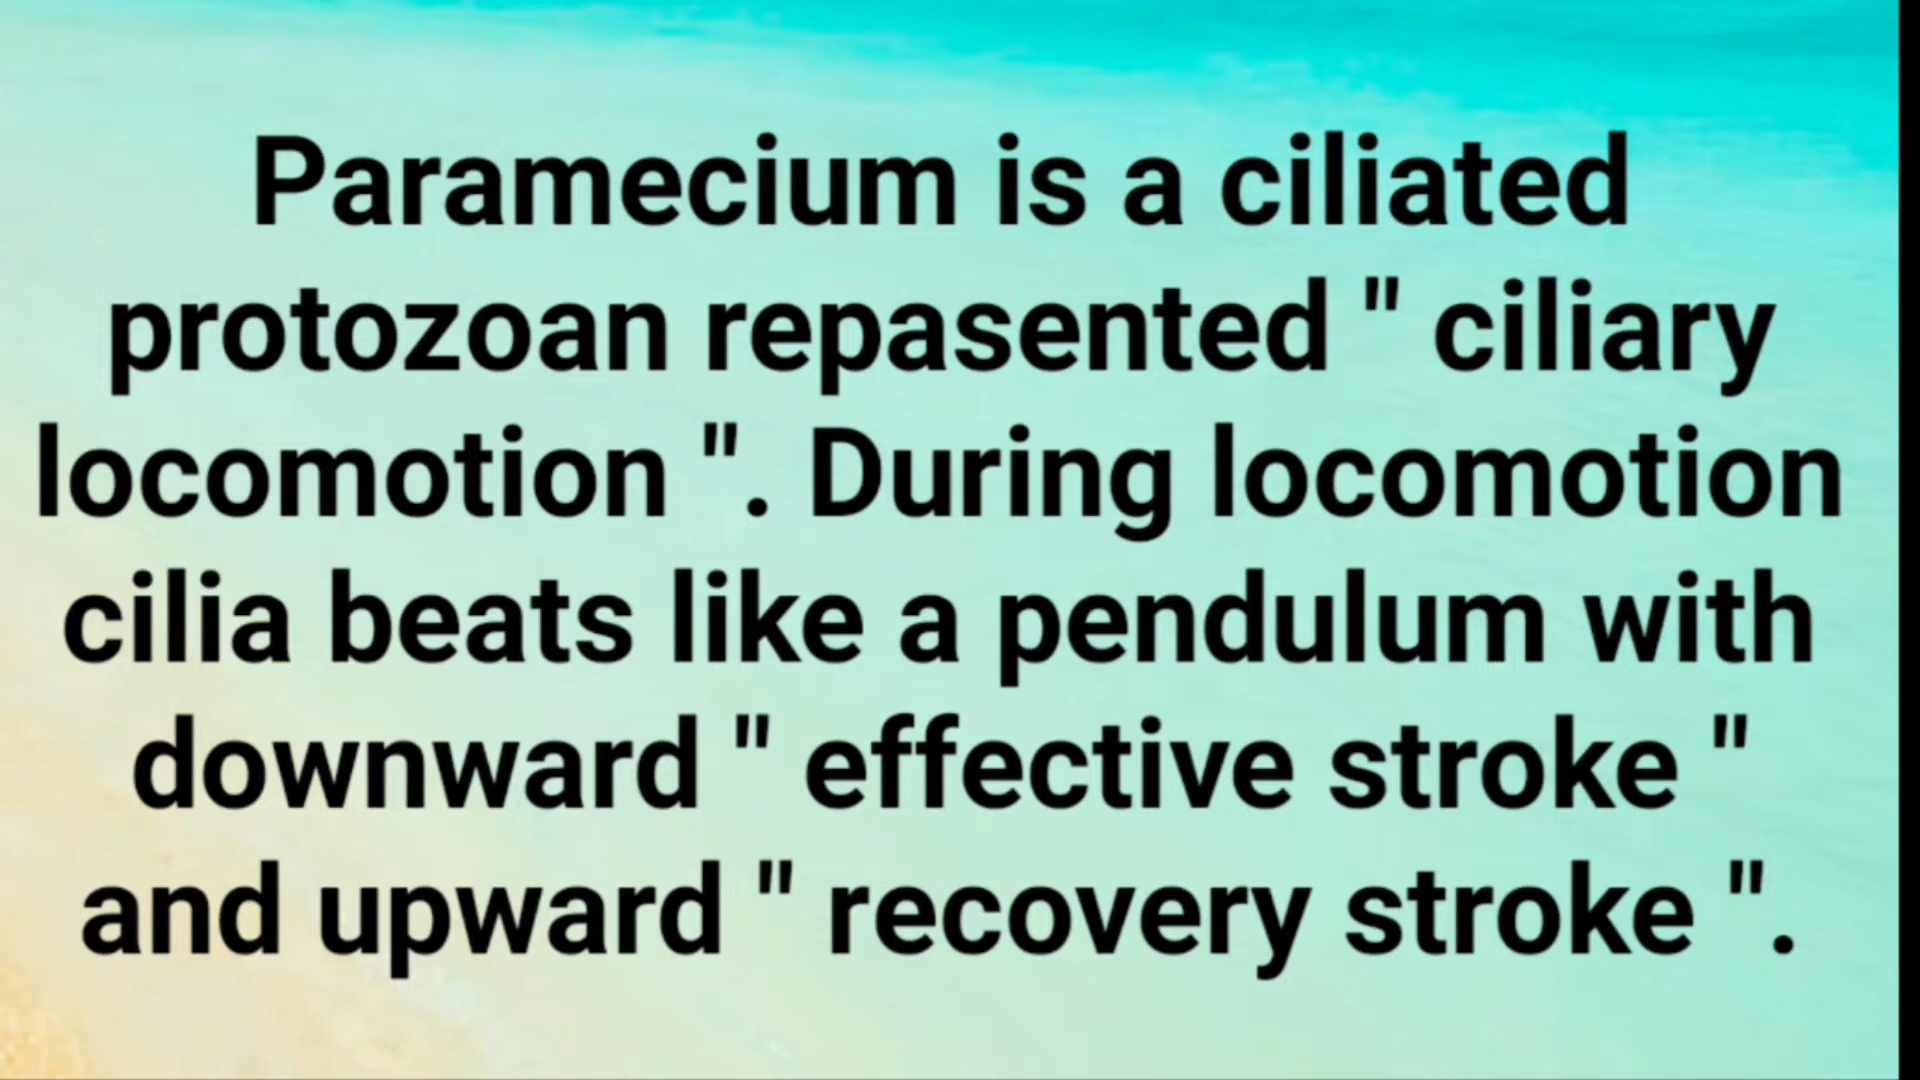 Paramecium is a ciliated
protozoan repasented " ciliary
locomotion ". During locomotion
cilia beats like a pendulum with
downward " effective stroke "
and upward " recovery stroke ".